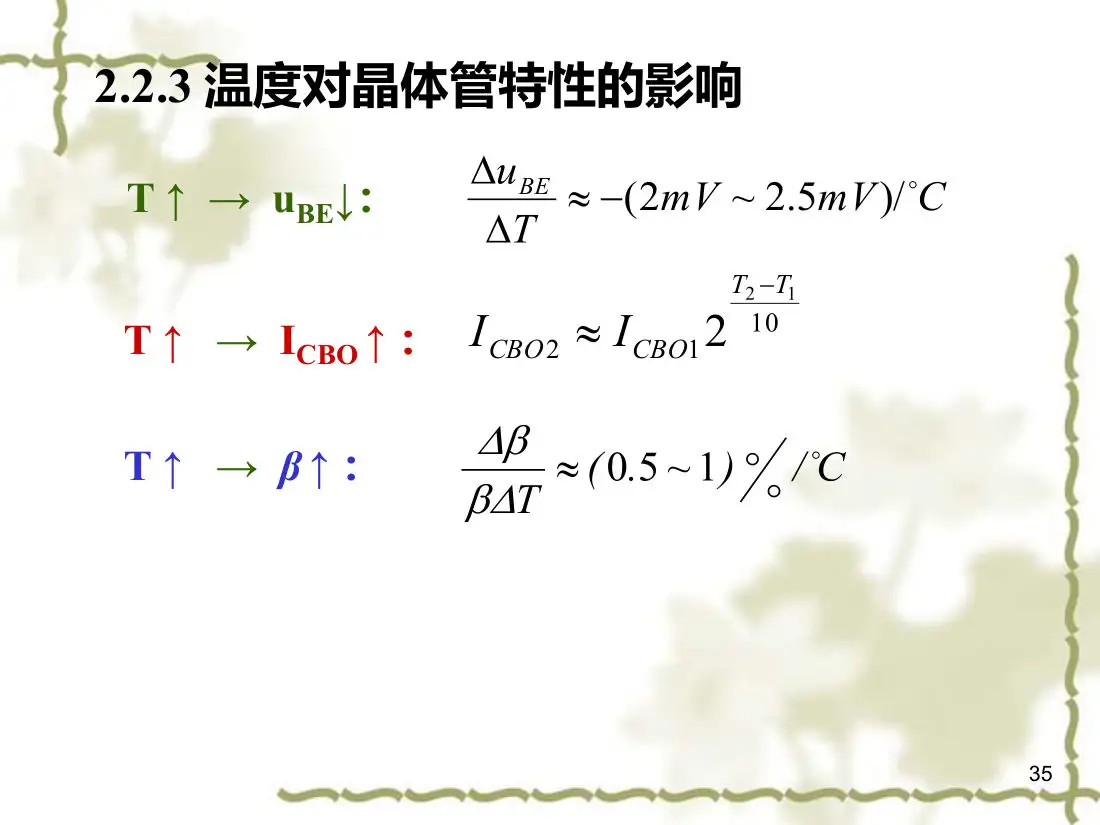 2.2.3 温度对晶体管特性的影响
T ↑ → uBE↓: ΔuBE/ΔT ≈ −(2mV ~ 2.5mV)/°C
T ↑ → ICBO ↑ : ICBO2 ≈ ICBO1 2^((T2−T1)/10)
T ↑ → β↑ : Δβ/βΔT ≈ (0.5 ~ 1)% /°C
35